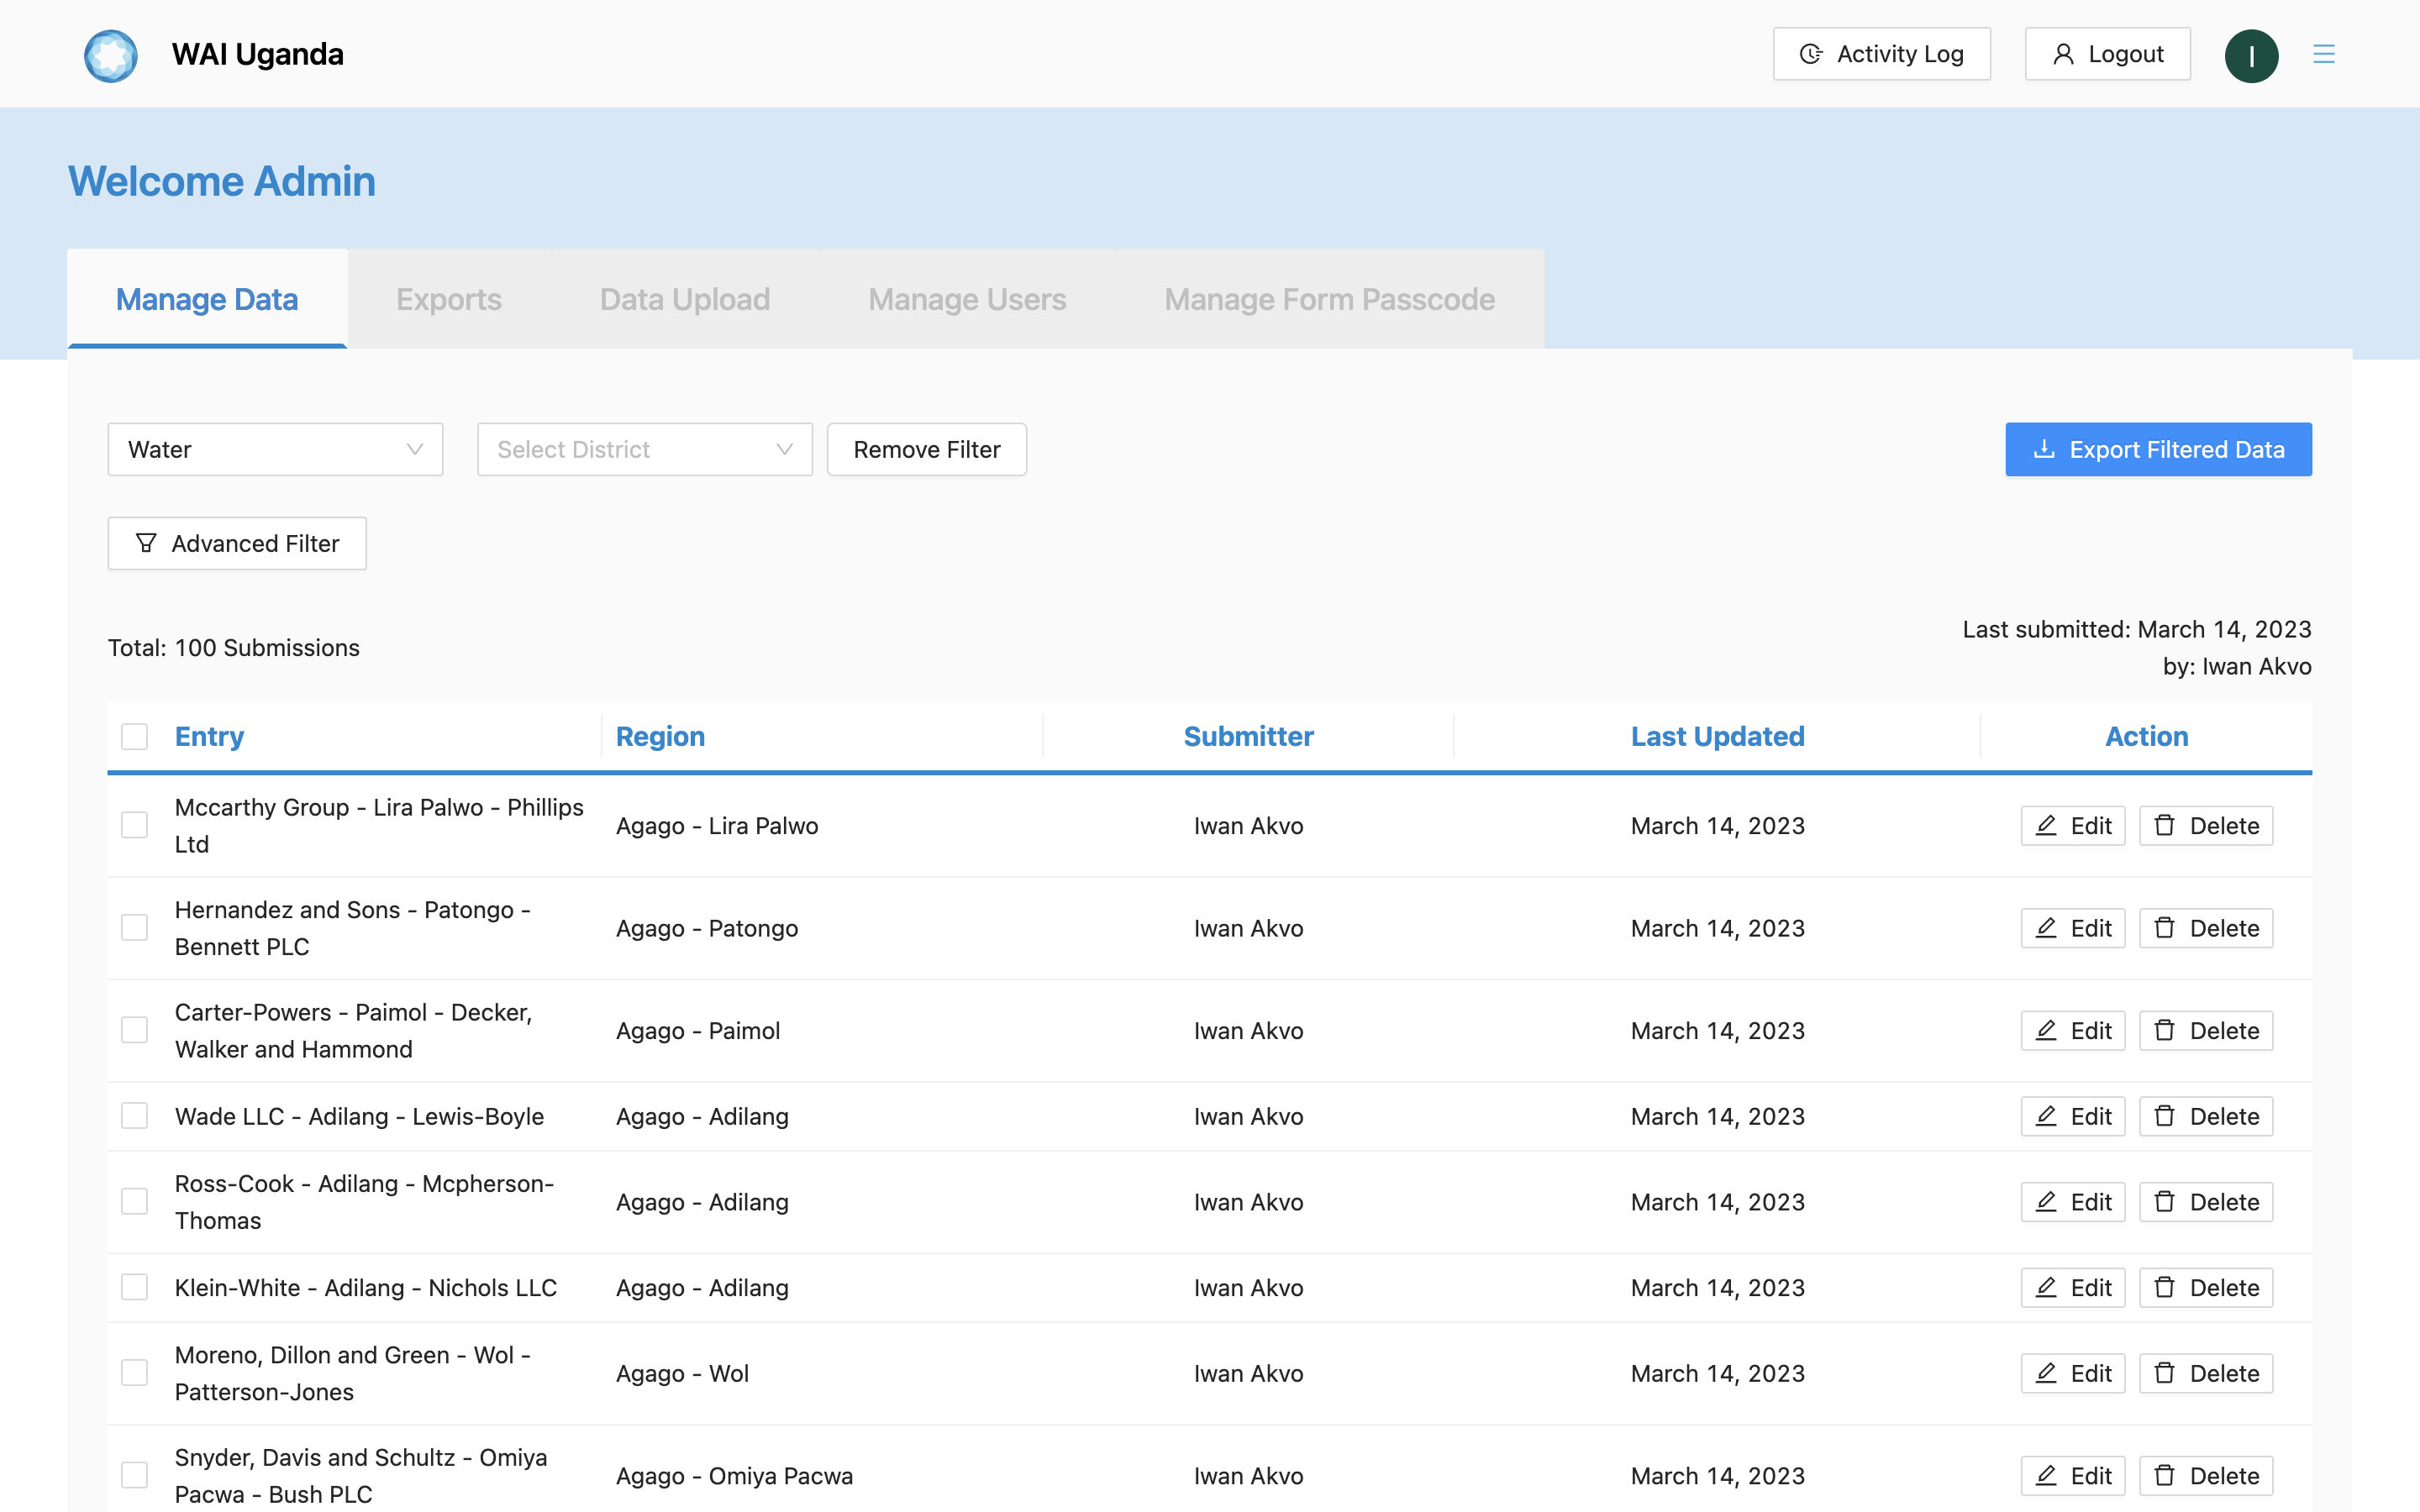 WAI Uganda
Activity Log
Logout
I
Welcome Admin
Manage Data
Exports
Data Upload
Manage Users
Manage Form Passcode
Water
Select District
Remove Filter
Export Filtered Data
Advanced Filter
Total: 100 Submissions
Last submitted: March 14, 2023
by: Iwan Akvo
Entry
Region
Submitter
Last Updated
Action
Mccarthy Group - Lira Palwo - Phillips
Ltd
Agago - Lira Palwo
Iwan Akvo
March 14, 2023
Edit
Delete
Hernandez and Sons - Patongo -
Bennett PLC
Agago - Patongo
Iwan Akvo
March 14, 2023
Edit
Delete
Carter-Powers - Paimol - Decker,
Walker and Hammond
Agago - Paimol
Iwan Akvo
March 14, 2023
Edit
Delete
Wade LLC - Adilang - Lewis-Boyle
Agago - Adilang
Iwan Akvo
March 14, 2023
Edit
Delete
Ross-Cook - Adilang - Mcpherson-
Thomas
Agago - Adilang
Iwan Akvo
March 14, 2023
Edit
Delete
Klein-White - Adilang - Nichols LLC
Agago - Adilang
Iwan Akvo
March 14, 2023
Edit
Delete
Moreno, Dillon and Green - Wol -
Patterson-Jones
Agago - Wol
Iwan Akvo
March 14, 2023
Edit
Delete
Snyder, Davis and Schultz - Omiya
Pacwa - Bush PLC
Agago - Omiya Pacwa
Iwan Akvo
March 14, 2023
Edit
Delete